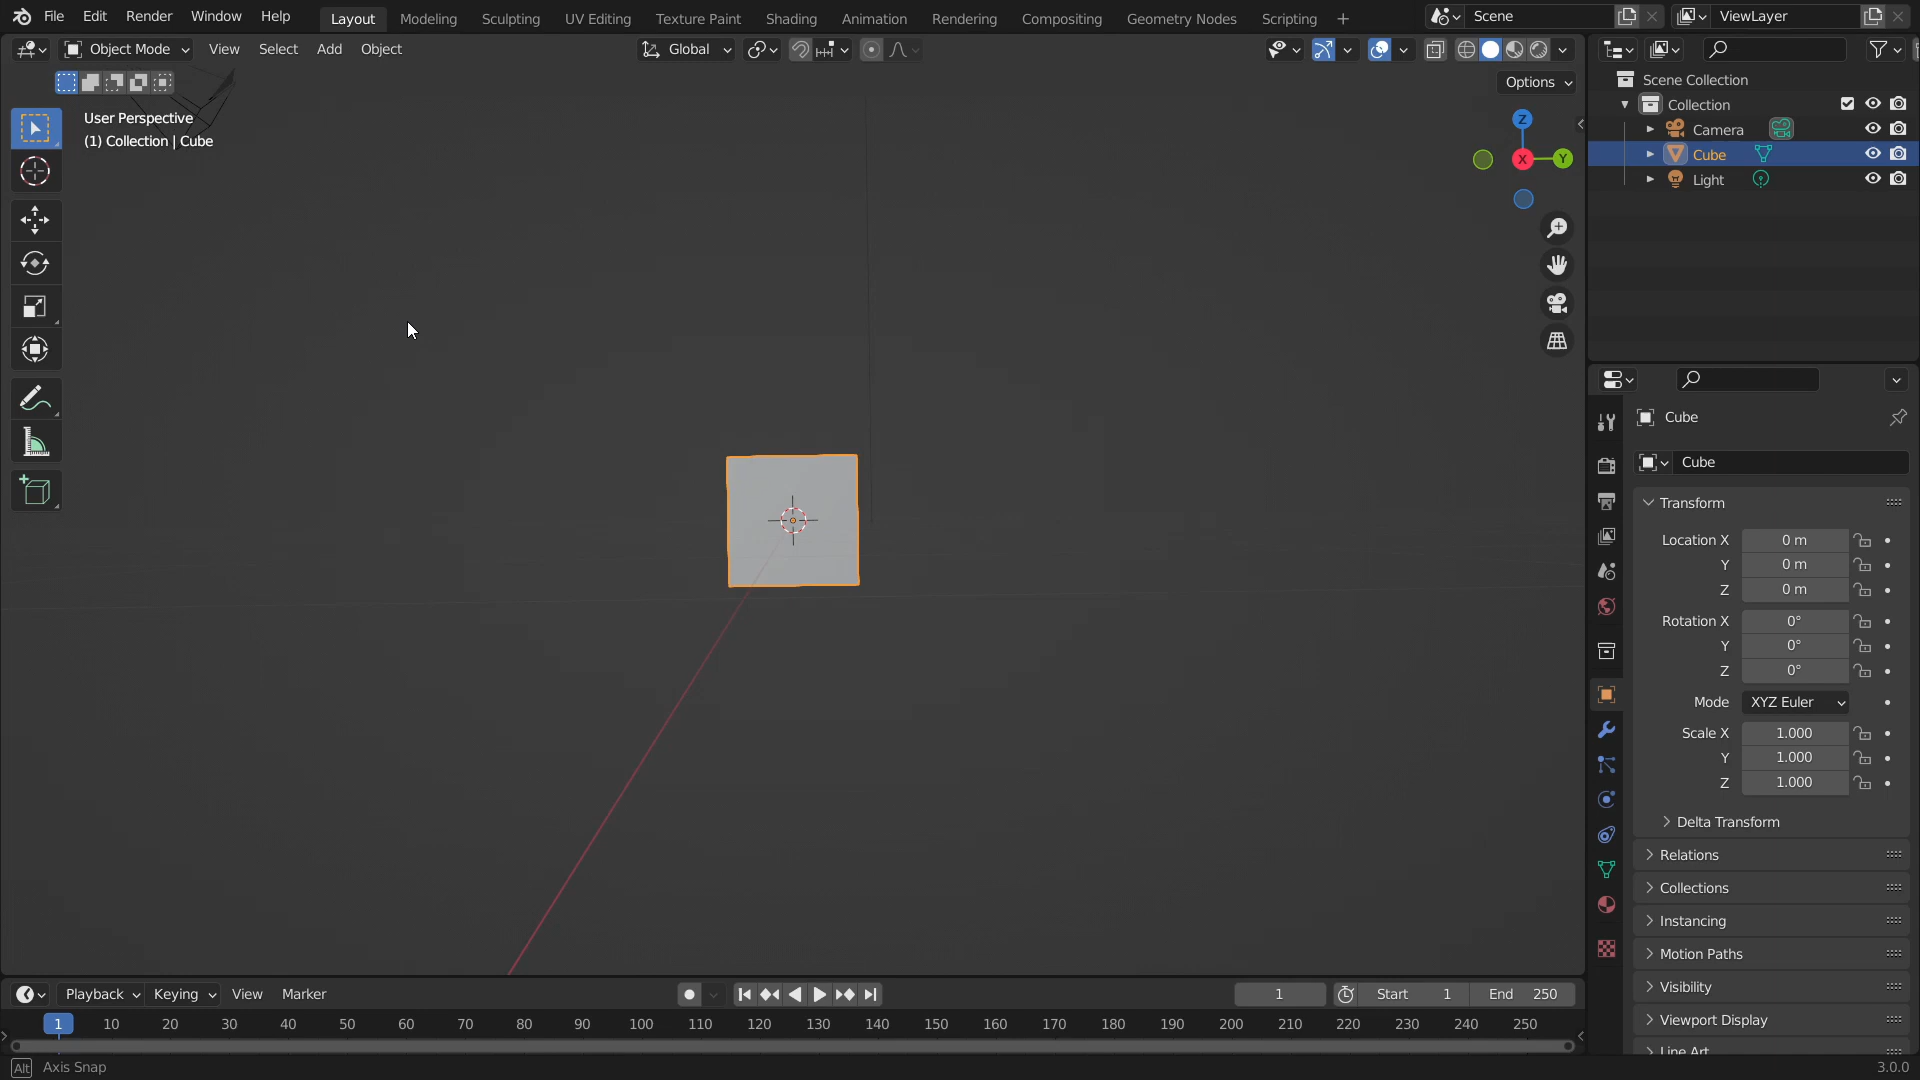 File Edit Render Window Help Layout Modeling Sculpting UV Editing Texture Paint Shading Animation Rendering Compositing Geometry Nodes Scripting + Scene ViewLayer
Object Mode View Select Add Object Global
Options
User Perspective
(1) Collection | Cube
Z
X
Y
Scene Collection
Collection
Camera
Cube
Light
Cube
Cube
Transform
Location X 0 m
Y 0 m
Z 0 m
Rotation X 0°
Y 0°
Z 0°
Mode XYZ Euler
Scale X 1.000
Y 1.000
Z 1.000
Delta Transform
Relations
Collections
Instancing
Motion Paths
Visibility
Viewport Display
Line Art
Playback Keying View Marker 1 Start 1 End 250
1 10 20 30 40 50 60 70 80 90 100 110 120 130 140 150 160 170 180 190 200 210 220 230 240 250
Alt Axis Snap 3.0.0